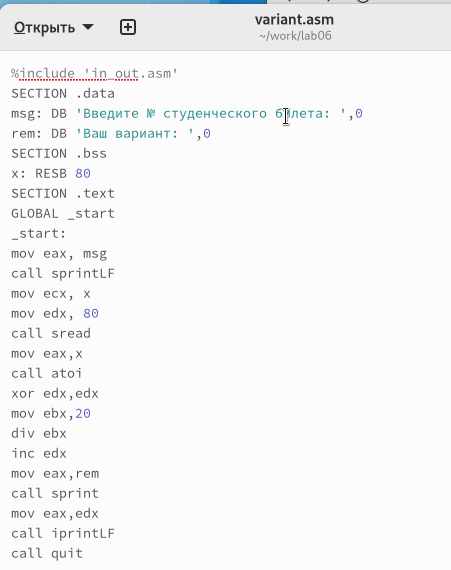 Открыть
variant.asm
~/work/lab06
%include 'in_out.asm'
SECTION .data
msg: DB 'Введите № студенческого билета: ',0
rem: DB 'Ваш вариант: ',0
SECTION .bss
x: RESB 80
SECTION .text
GLOBAL _start
_start:
mov eax, msg
call sprintLF
mov ecx, x
mov edx, 80
call sread
mov eax,x
call atoi
xor edx,edx
mov ebx,20
div ebx
inc edx
mov eax,rem
call sprint
mov eax,edx
call iprintLF
call quit